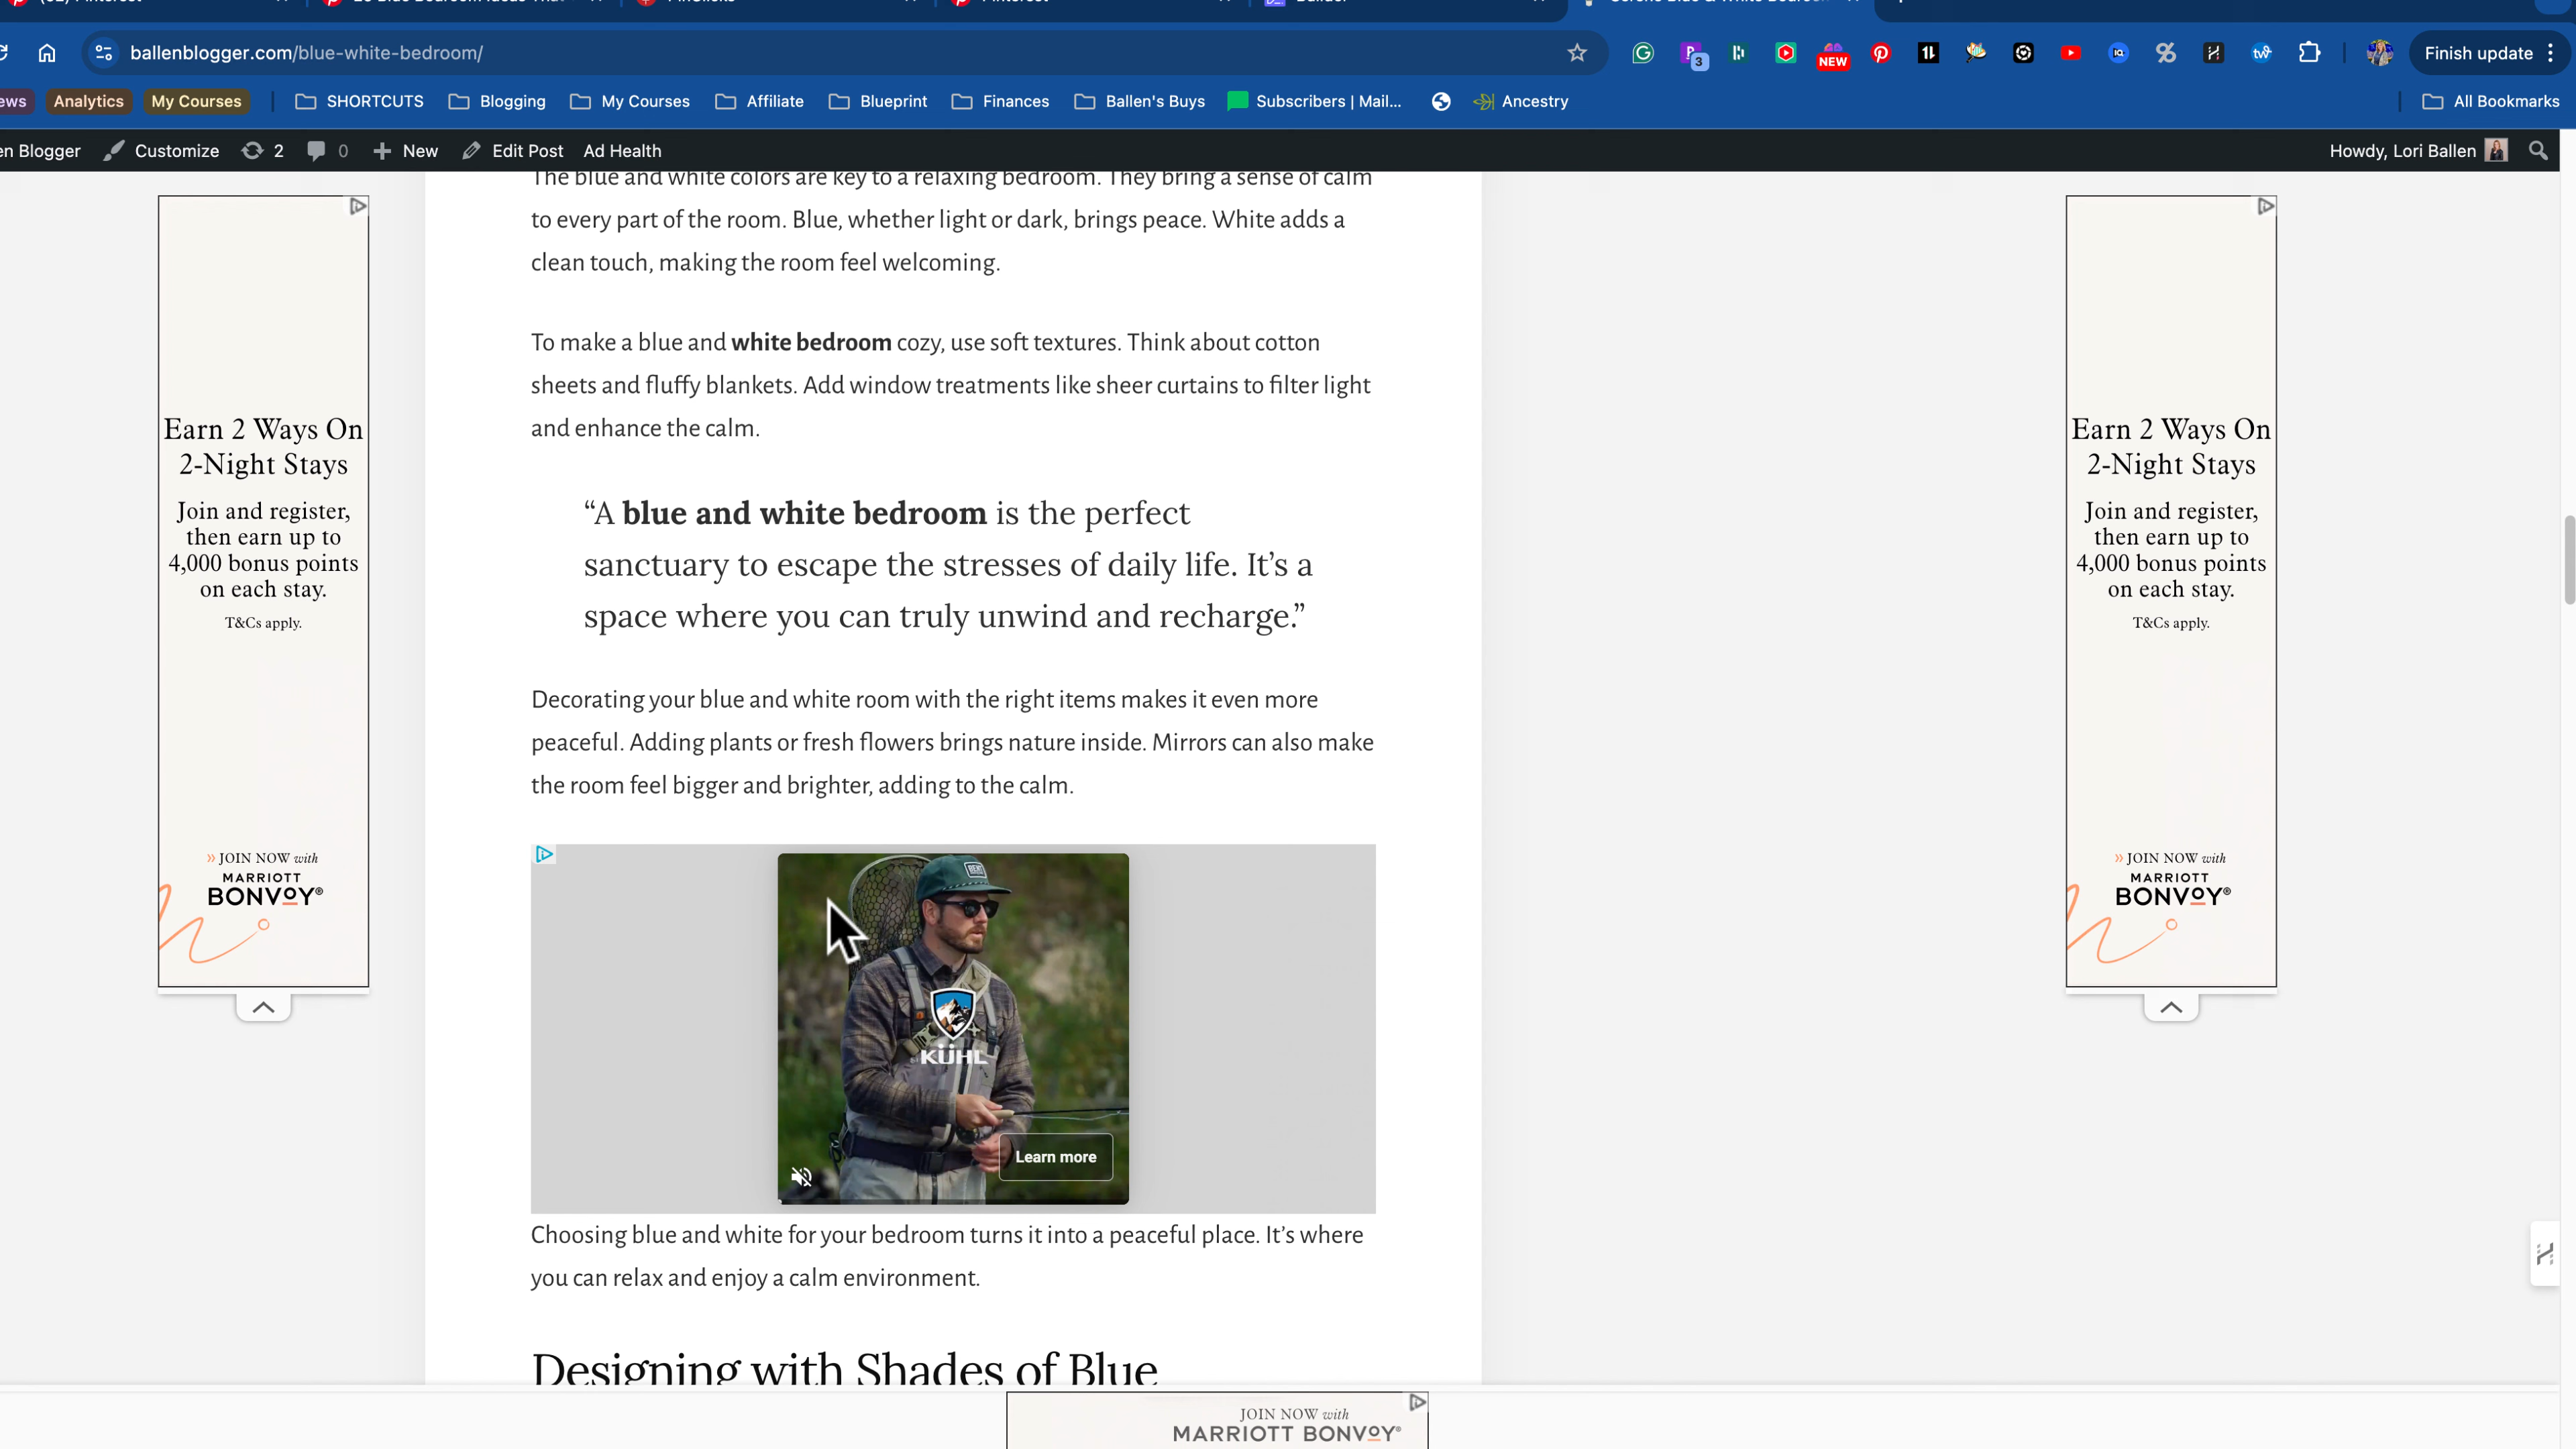 ballenblogger.com/blue-white-bedroom/
3
NEW
Finish update
ews
Analytics
My Courses
SHORTCUTS
Blogging
My Courses
Affiliate
Blueprint
Finances
Ballen's Buys
Subscribers | Mail...
Ancestry
All Bookmarks
en Blogger
Customize
2
0
New
Edit Post
Ad Health
Howdy, Lori Ballen
Earn 2 Ways On
2-Night Stays
Join and register,
then earn up to
4,000 bonus points
on each stay.
T&Cs apply.
» JOIN NOW with
MARRIOTT
BONVOY®
The blue and white colors are key to a relaxing bedroom. They bring a sense of calm
to every part of the room. Blue, whether light or dark, brings peace. White adds a
clean touch, making the room feel welcoming.
To make a blue and white bedroom cozy, use soft textures. Think about cotton
sheets and fluffy blankets. Add window treatments like sheer curtains to filter light
and enhance the calm.
“A blue and white bedroom is the perfect
sanctuary to escape the stresses of daily life. It’s a
space where you can truly unwind and recharge.”
Decorating your blue and white room with the right items makes it even more
peaceful. Adding plants or fresh flowers brings nature inside. Mirrors can also make
the room feel bigger and brighter, adding to the calm.
KÜHL
Learn more
Choosing blue and white for your bedroom turns it into a peaceful place. It’s where
you can relax and enjoy a calm environment.
Designing with Shades of Blue
Earn 2 Ways On
2-Night Stays
Join and register,
then earn up to
4,000 bonus points
on each stay.
T&Cs apply.
» JOIN NOW with
MARRIOTT
BONVOY®
JOIN NOW with
MARRIOTT BONVOY®